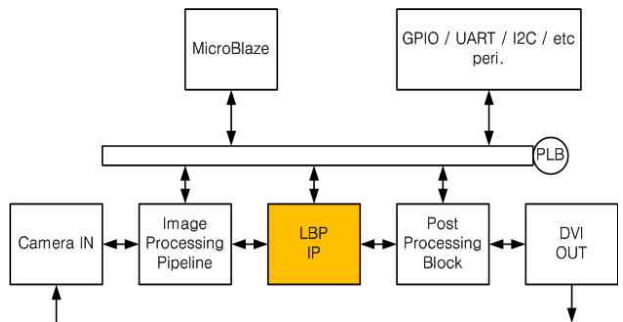 MicroBlaze
GPIO / UART / I2C / etc
peri.
PLB
Camera IN
Image
Processing
Pipeline
LBP
IP
Post
Processing
Block
DVI
OUT